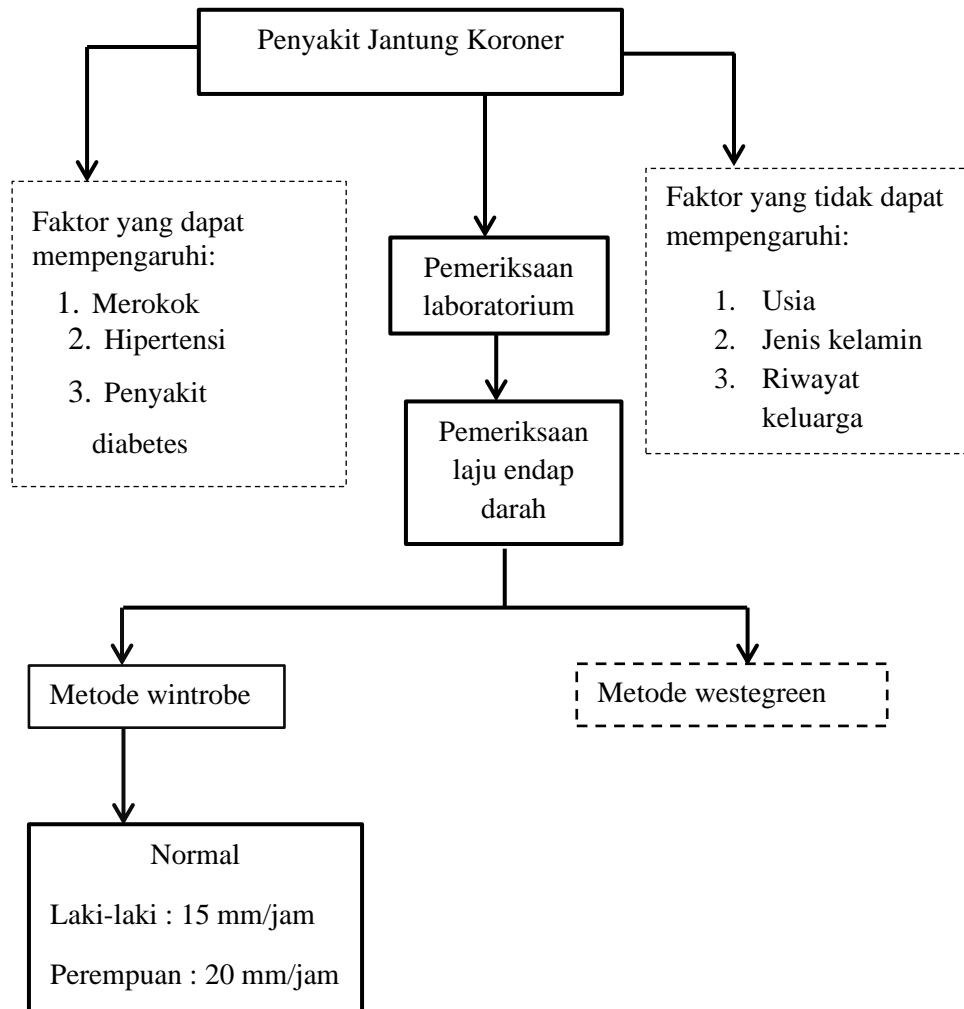 Penyakit Jantung Koroner
Faktor yang dapat
mempengaruhi:
1. Merokok
2. Hipertensi
3. Penyakit
diabetes
Pemeriksaan
laboratorium
Faktor yang tidak dapat
mempengaruhi:
1. Usia
2. Jenis kelamin
3. Riwayat
keluarga
Pemeriksaan
laju endap
darah
Metode wintrobe
Metode westegreen
Normal
Laki-laki : 15 mm/jam
Perempuan : 20 mm/jam